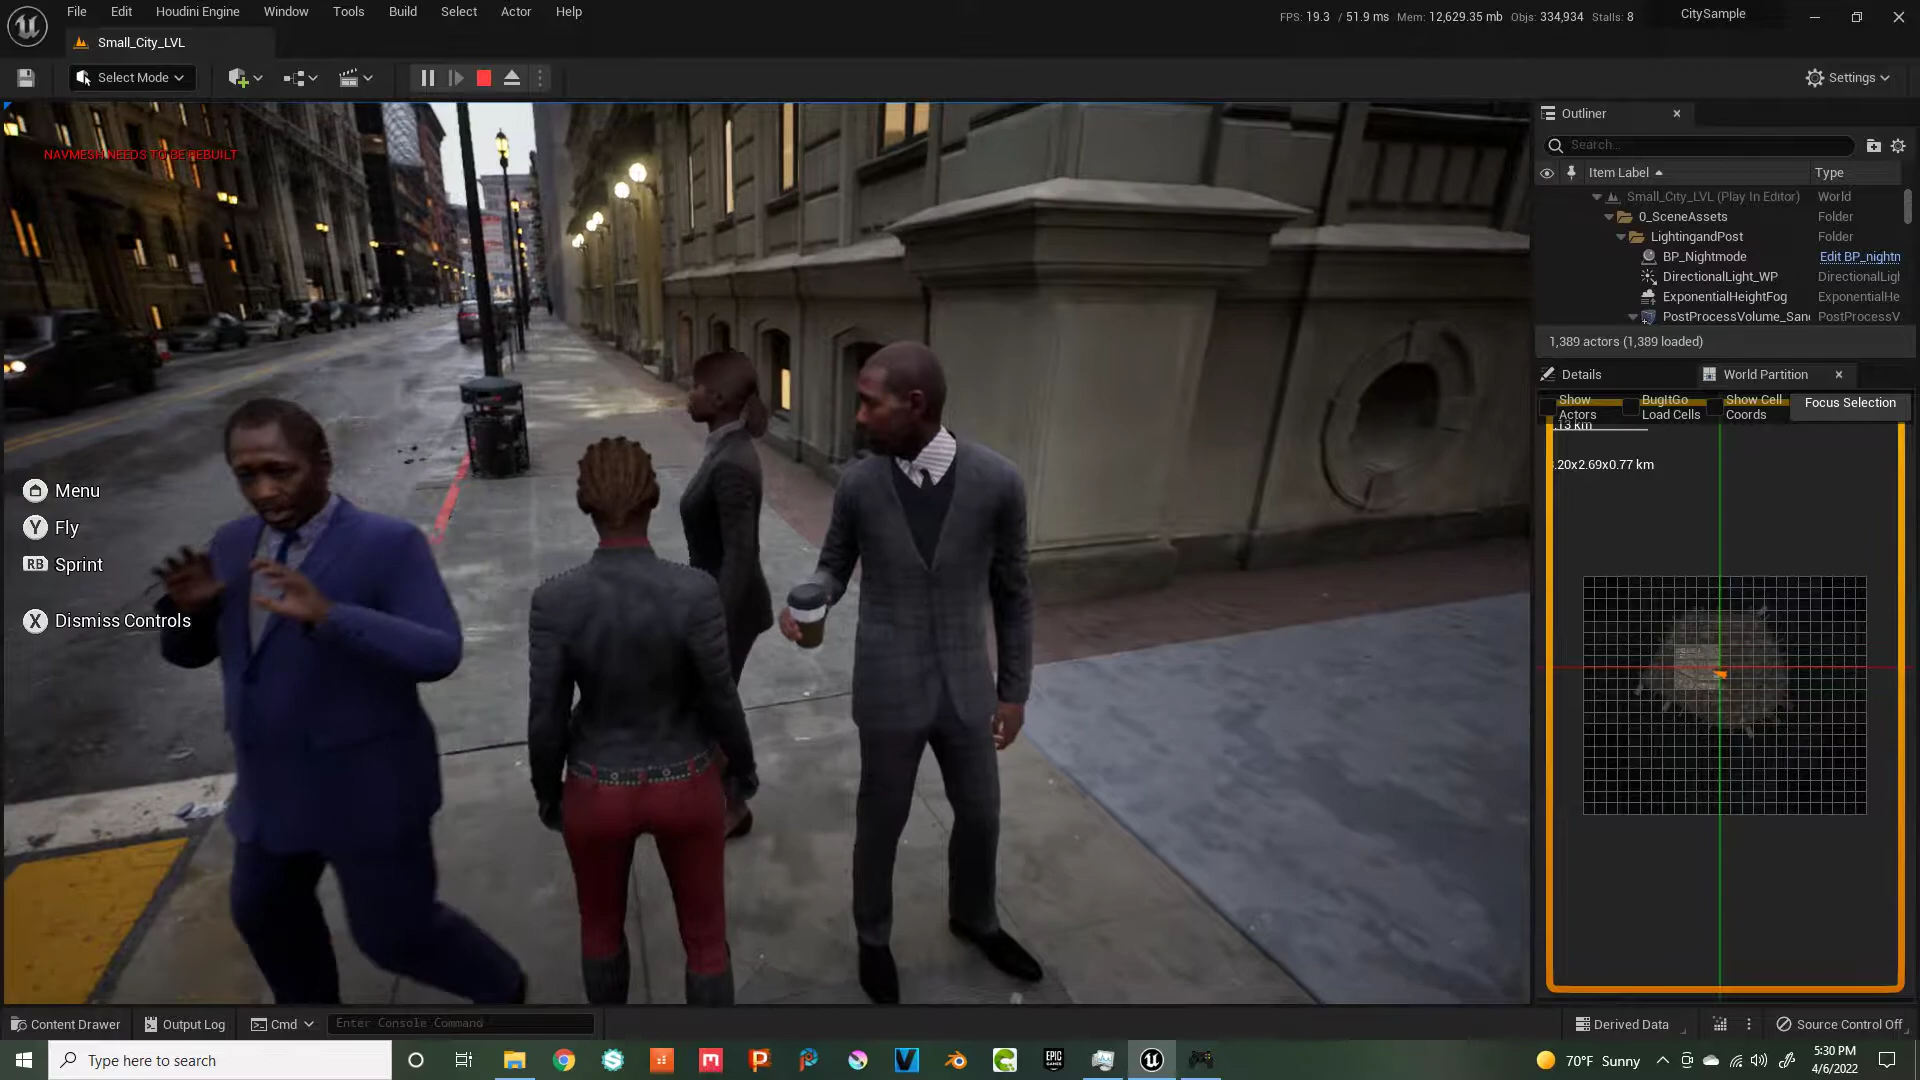 File Edit Houdini Engine Window Tools Build Select Actor Help
FPS: 19.3 / 51.9 ms Mem: 12,629.35 mb Objs: 334,934 Stalls: 8
CitySample
Small_City_LVL
Select Mode
Settings
NAVMESH NEEDS TO BE REBUILT
Menu
Y Fly
RB Sprint
X Dismiss Controls
Outliner
Search...
Item Label Type
Small_City_LVL (Play In Editor) World
0_SceneAssets Folder
LightingandPost Folder
BP_Nightmode Edit BP_nightn
DirectionalLight_WP DirectionalLigl
ExponentialHeightFog ExponentialHe
PostProcessVolume_San PostProcessV
1,389 actors (1,389 loaded)
Details World Partition
Show Actors BugItGo Load Cells Show Cell Coords Focus Selection
.13 km
.20x2.69x0.77 km
Content Drawer Output Log Cmd Enter Console Command
Derived Data Source Control Off
Type here to search
EPIC GAMES
70°F Sunny
5:30 PM
4/6/2022